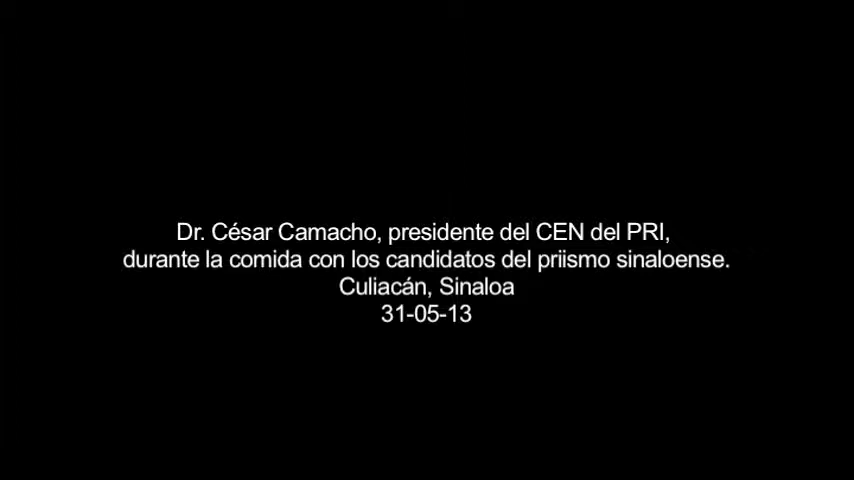 Dr. César Camacho, presidente del CEN del PRI,
durante la comida con los candidatos del priismo sinaloense.
Culiacán, Sinaloa
31-05-13